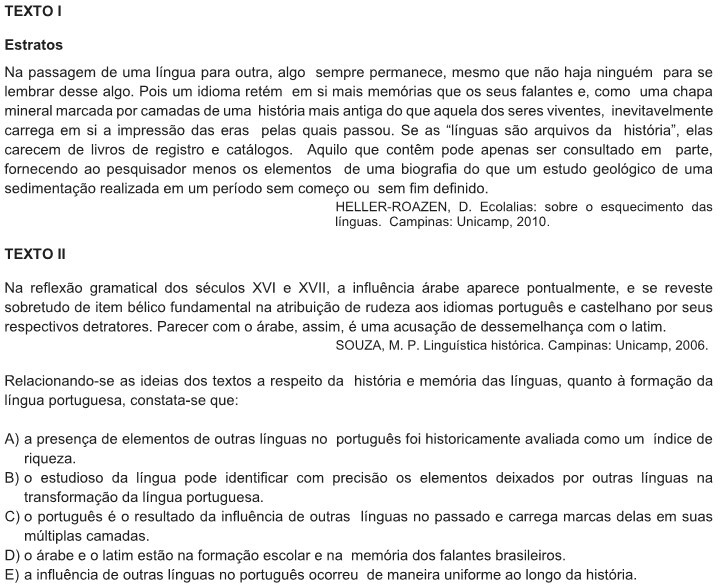 TEXTO I
Estratos
Na passagem de uma língua para outra, algo sempre permanece, mesmo que não haja ninguém para se
lembrar desse algo. Pois um idioma retém em si mais memórias que os seus falantes e, como uma chapa
mineral marcada por camadas de uma história mais antiga do que aquela dos seres viventes, inevitavelmente
carrega em si a impressão das eras pelas quais passou. Se as “línguas são arquivos da história”, elas
carecem de livros de registro e catálogos. Aquilo que contêm pode apenas ser consultado em parte,
fornecendo ao pesquisador menos os elementos de uma biografia do que um estudo geológico de uma
sedimentação realizada em um período sem começo ou sem fim definido.
HELLER-ROAZEN, D. Ecolalias: sobre o esquecimento das
línguas. Campinas: Unicamp, 2010.
TEXTO II
Na reflexão gramatical dos séculos XVI e XVII, a influência árabe aparece pontualmente, e se reveste
sobretudo de item bélico fundamental na atribuição de rudeza aos idiomas português e castelhano por seus
respectivos detratores. Parecer com o árabe, assim, é uma acusação de dessemelhança com o latim.
SOUZA, M. P. Linguística histórica. Campinas: Unicamp, 2006.
Relacionando-se as ideias dos textos a respeito da história e memória das línguas, quanto à formação da
língua portuguesa, constata-se que:
A) a presença de elementos de outras línguas no português foi historicamente avaliada como um índice de
riqueza.
B) o estudioso da língua pode identificar com precisão os elementos deixados por outras línguas na
transformação da língua portuguesa.
C) o português é o resultado da influência de outras línguas no passado e carrega marcas delas em suas
múltiplas camadas.
D) o árabe e o latim estão na formação escolar e na memória dos falantes brasileiros.
E) a influência de outras línguas no português ocorreu de maneira uniforme ao longo da história.